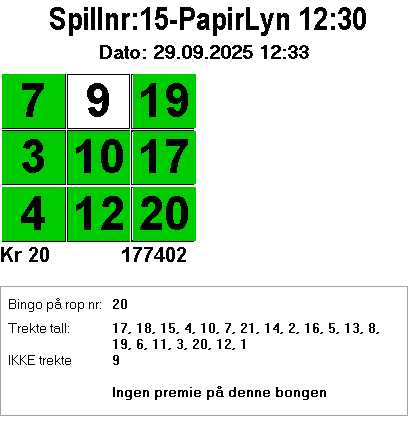 Spillnr:15-PapirLyn 12:30
Dato: 29.09.2025 12:33
7 9 19
3 10 17
4 12 20
Kr 20 177402
Bingo på rop nr: 20
Trekte tall: 17, 18, 15, 4, 10, 7, 21, 14, 2, 16, 5, 13, 8,
19, 6, 11, 3, 20, 12, 1
IKKE trekte 9
Ingen premie på denne bongen